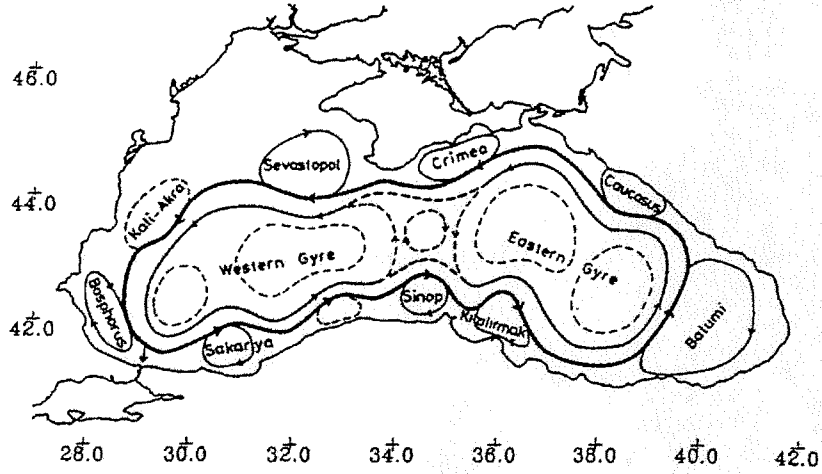 46.0
44.0
42.0
Sevastopol
Crimea
Caucasus
Kali-Akra
Western Gyre
Eastern Gyre
Bosphorus
Sinop
Kizilirmak
Sakarya
Batumi
28.0 30.0 32.0 34.0 36.0 38.0 40.0 42.0